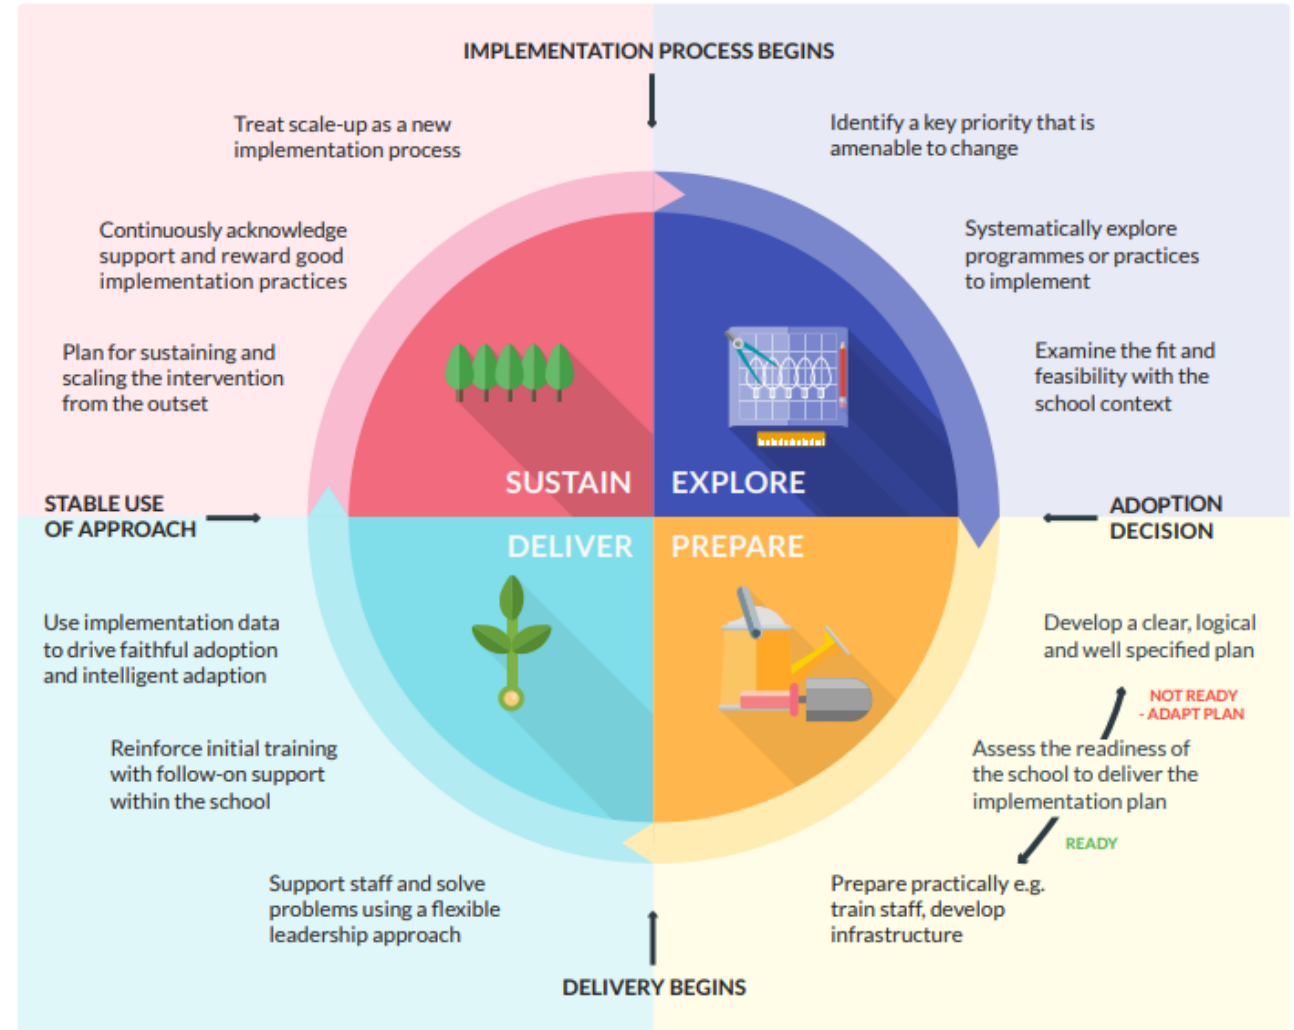 IMPLEMENTATION PROCESS BEGINS
Identify a key priority that is
amenable to change
Systematically explore
programmes or practices
to implement
Examine the fit and
feasibility with the
school context
EXPLORE
ADOPTION
DECISION
PREPARE
Develop a clear, logical
and well specified plan
NOT READY
- ADAPT PLAN
Assess the readiness of
the school to deliver the
implementation plan
READY
Prepare practically e.g.
train staff, develop
infrastructure
DELIVERY BEGINS
DELIVER
Support staff and solve
problems using a flexible
leadership approach
Reinforce initial training
with follow-on support
within the school
Use implementation data
to drive faithful adoption
and intelligent adaption
STABLE USE
OF APPROACH
SUSTAIN
Plan for sustaining and
scaling the intervention
from the outset
Continuously acknowledge
support and reward good
implementation practices
Treat scale-up as a new
implementation process